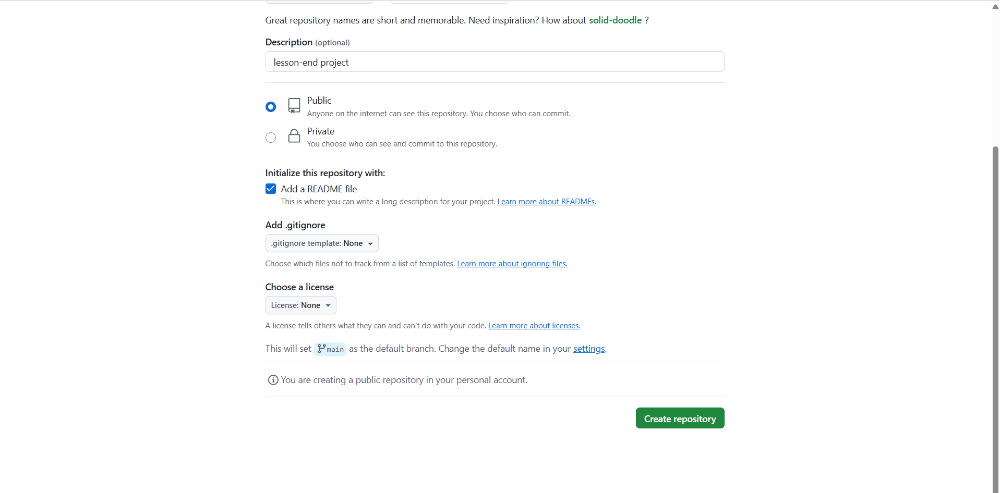 Great repository names are short and memorable. Need inspiration? How about solid-doodle ?
Description (optional)
lesson-end project
Public
Anyone on the internet can see this repository. You choose who can commit.
Private
You choose who can see and commit to this repository.
Initialize this repository with:
Add a README file
This is where you can write a long description for your project. Learn more about READMEs.
Add .gitignore
.gitignore template: None
Choose which files not to track from a list of templates. Learn more about ignoring files.
Choose a license
License: None
A license tells others what they can and can't do with your code. Learn more about licenses.
This will set main as the default branch. Change the default name in your settings.
You are creating a public repository in your personal account.
Create repository